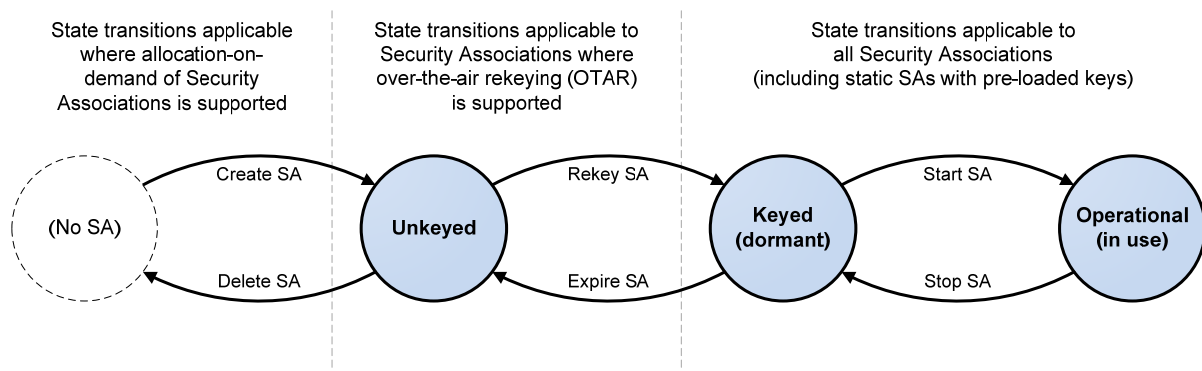 State transitions applicable
where allocation-on-
demand of Security
Associations is supported
State transitions applicable to
Security Associations where
over-the-air rekeying (OTAR)
is supported
State transitions applicable to
all Security Associations
(including static SAs with pre-loaded keys)
Create SA
Rekey SA
Start SA
(No SA)
Unkeyed
Keyed
(dormant)
Operational
(in use)
Delete SA
Expire SA
Stop SA